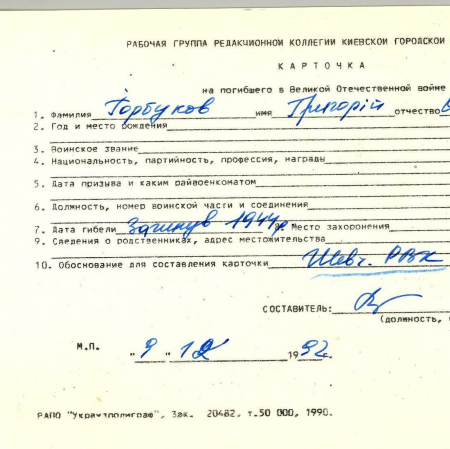 РАБОЧАЯ ГРУППА РЕДАКЦИОННОЙ КОЛЛЕГИИ КИЕВСКОЙ ГОРОДСКОЙ
КАРТОЧКА
на погибшего в Великой Отечественной войне
1. Фамилия Горбуков имя Григорій отчество
2. Год и место рождения
3. Воинское звание
4. Национальность, партийность, профессия, награды
5. Дата призыва и каким райвоенкоматом
6. Должность, номер воинской части и соединения
7. Дата гибели Загинув 1944р 8. Место захоронения
9. Сведения о родственниках, адрес местожительства
10. Обоснование для составления карточки Шевч. РВК
СОСТАВИТЕЛЬ:
(должность,
М.П. "9" 12 1992г.
РАПО "Укрвузполиграф", Зак. 20482, т.50 000, 1990.